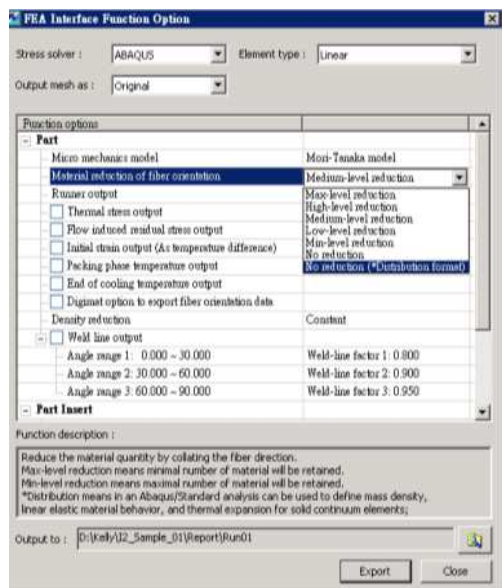 FEA Interface Function Option
Stress solver : ABAQUS Element type : Linear
Output mesh as : Original
Function options
Part
Micro mechanics model Mori-Tanaka model
Material reduction of fiber orientation Medium-level reduction
Runner output Max-level reduction
High-level reduction
Thermal stress output Medium-level reduction
Flow induced residual stress output Low-level reduction
Min-level reduction
Initial strain output (As temperature difference) No reduction
Packing phase temperature output No reduction (*Distribution format)
End of cooling temperature output
Digimat option to export fiber orientation data
Density reduction Constant
Weld line output
Angle range 1: 0.000 ~ 30.000 Weld-line factor 1: 0.800
Angle range 2: 30.000 ~ 60.000 Weld-line factor 2: 0.900
Angle range 3: 60.000 ~ 90.000 Weld-line factor 3: 0.950
Part Insert
Function description :
Reduce the material quantity by collating the fiber direction.
Max-level reduction means minimal number of material will be retained.
Min-level reduction means maximal number of material will be retained.
*Distribution means in an Abaqus/Standard analysis can be used to define mass density,
linear elastic material behavior, and thermal expansion for solid continuum elements;
Output to : D:\Kelly\I2_Sample_01\Report\Run01
Export Close